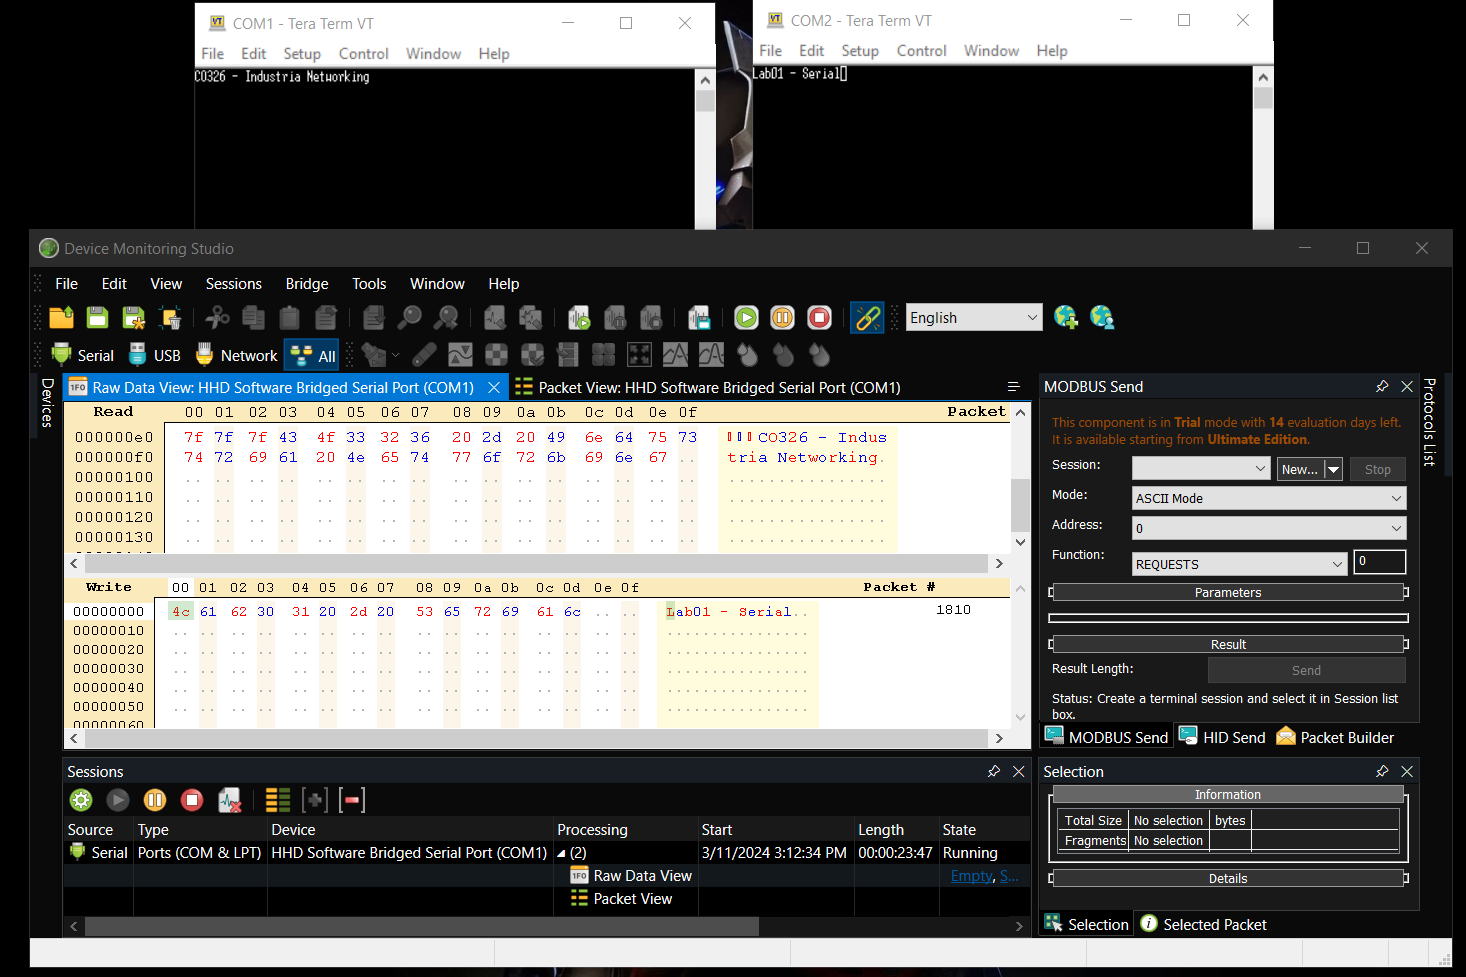 COM1 - Tera Term VT
File Edit Setup Control Window Help
CO326 - Industria Networking
COM2 - Tera Term VT
File Edit Setup Control Window Help
Lab01 - Serial
Device Monitoring Studio
File Edit View Sessions Bridge Tools Window Help
English
Serial USB Network All
Devices
Raw Data View: HHD Software Bridged Serial Port (COM1)
Packet View: HHD Software Bridged Serial Port (COM1)
Read 00 01 02 03 04 05 06 07 08 09 0a 0b 0c 0d 0e 0f Packet
000000e0 7f 7f 7f 43 4f 33 32 36 20 2d 20 49 6e 64 75 73 CO326 - Indus
000000f0 74 72 69 61 20 4e 65 74 77 6f 72 6b 69 6e 67 .. tria Networking.
00000100
00000110
00000120
00000130
Write 00 01 02 03 04 05 06 07 08 09 0a 0b 0c 0d 0e 0f Packet #
00000000 4c 61 62 30 31 20 2d 20 53 65 72 69 61 6c .. .. Lab01 - Serial.. 1810
00000010
00000020
00000030
00000040
00000050
00000060
MODBUS Send
This component is in Trial mode with 14 evaluation days left.
It is available starting from Ultimate Edition.
Session: New... Stop
Mode: ASCII Mode
Address: 0
Function: REQUESTS 0
Parameters
Result
Result Length: Send
Status: Create a terminal session and select it in Session list
box.
MODBUS Send HID Send Packet Builder
Protocols List
Sessions
Source Type Device Processing Start Length State
Serial Ports (COM & LPT) HHD Software Bridged Serial Port (COM1) (2) 3/11/2024 3:12:34 PM 00:00:23:47 Running
Raw Data View Empty, S...
Packet View
Selection
Information
Total Size No selection bytes
Fragments No selection
Details
Selection Selected Packet